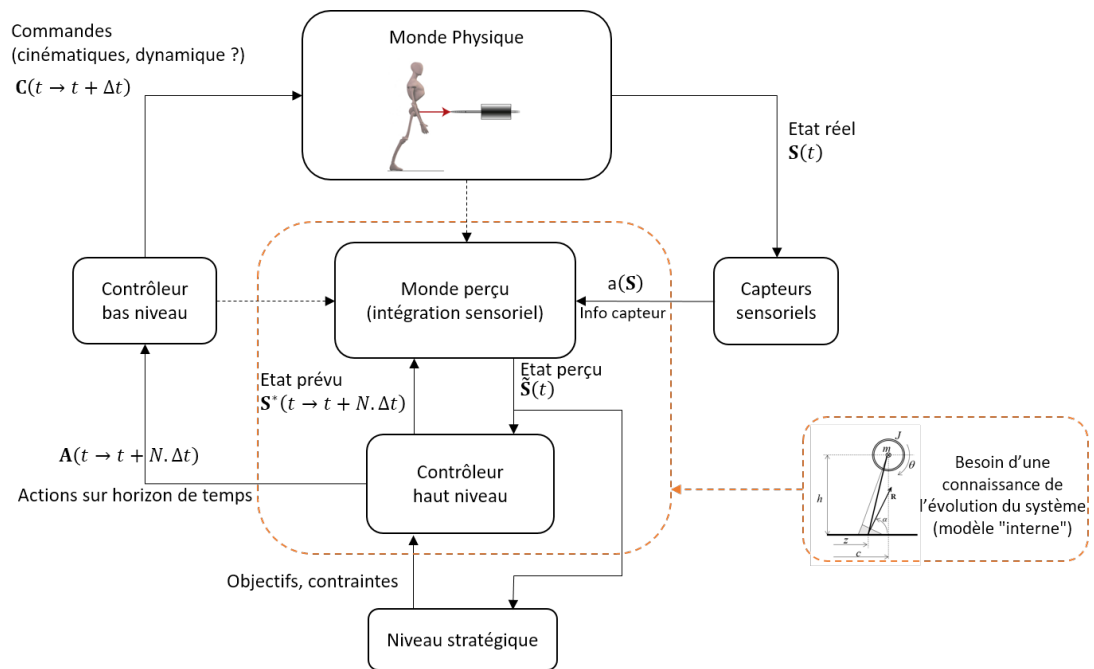 Commandes
(cinématiques, dynamique ?)
𝐂(t → t + Δt)
Monde Physique
Etat réel
𝐒(t)
Contrôleur
bas niveau
Monde perçu
(intégration sensoriel)
a(𝐒)
Info capteur
Capteurs
sensoriels
Etat prévu
𝐒*(t → t + N.Δt)
Etat perçu
𝐒̃(t)
𝐀(t → t + N.Δt)
Actions sur horizon de temps
Contrôleur
haut niveau
J
m
θ
h
R
α
z
c
Besoin d’une
connaissance de
l’évolution du système
(modèle "interne")
Objectifs, contraintes
Niveau stratégique